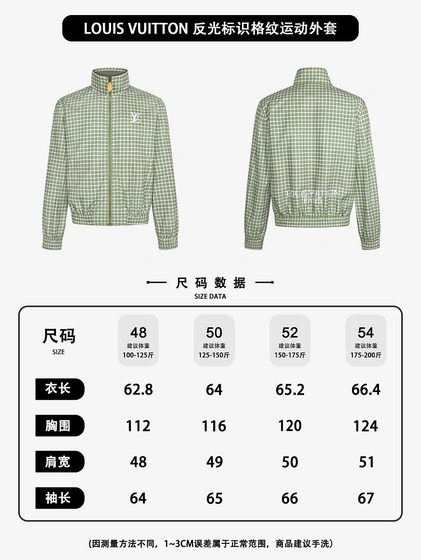 LOUIS VUITTON 反光标识格纹运动外套
LV
尺码数据
SIZE DATA
尺码 48 50 52 54
SIZE 建议体重 建议体重 建议体重 建议体重
100-125斤 125-150斤 150-175斤 175-200斤
衣长 62.8 64 65.2 66.4
胸围 112 116 120 124
肩宽 48 49 50 51
袖长 64 65 66 67
(因测量方法不同，1~3CM误差属于正常范围，商品建议手洗)